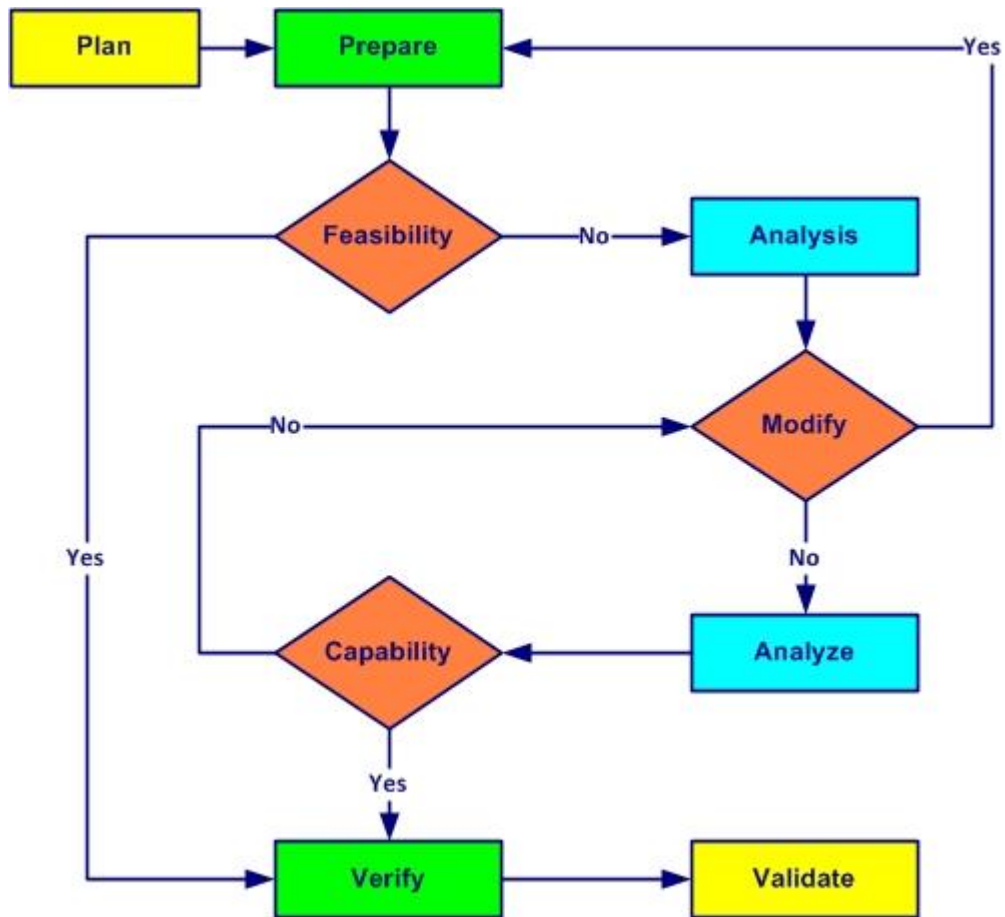 Plan
Prepare
Yes
Feasibility
No
Analysis
No
Modify
Yes
No
Capability
Analyze
Yes
Verify
Validate